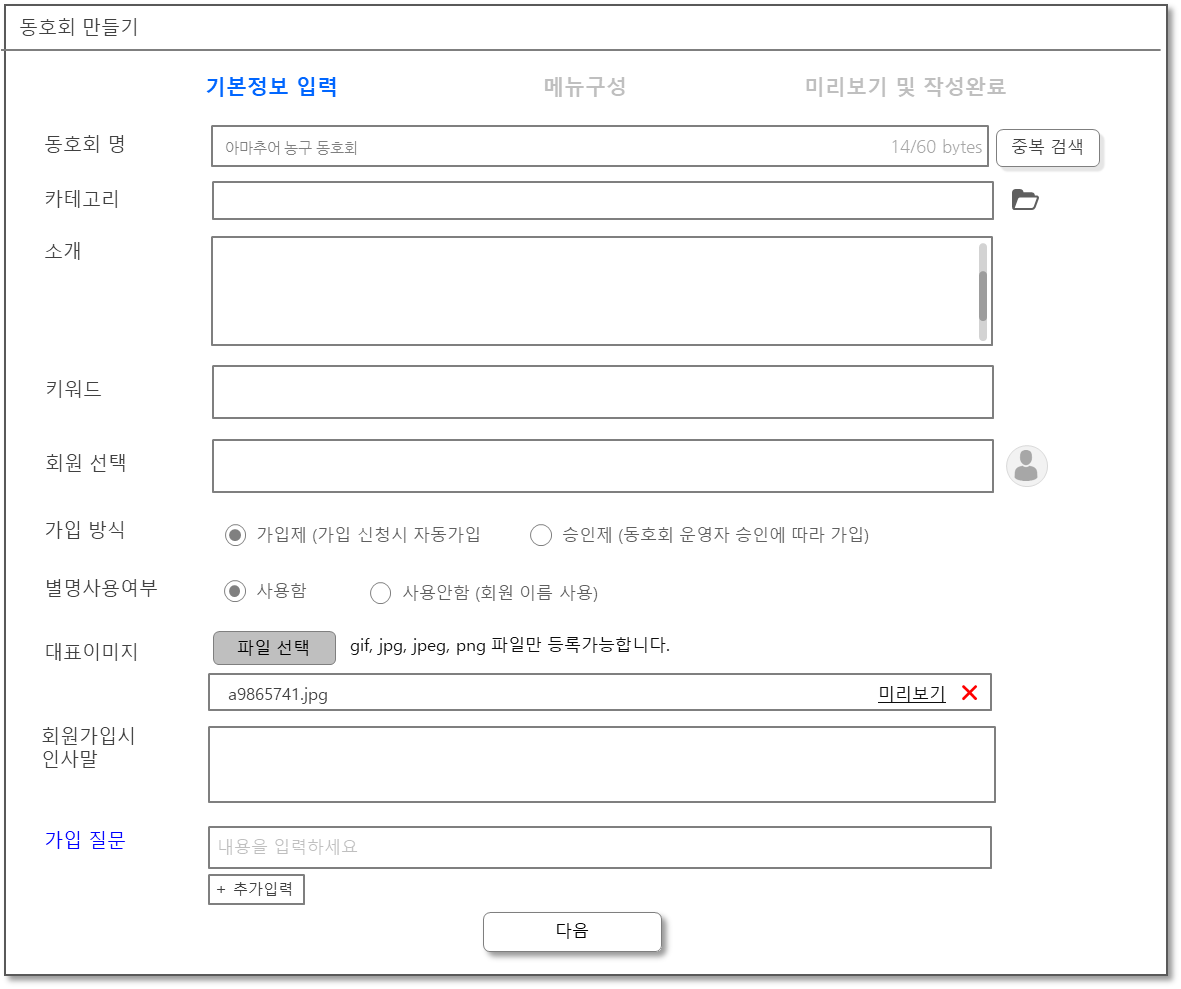 동호회 만들기
기본정보 입력 메뉴구성 미리보기 및 작성완료
동호회 명 아마추어 농구 동호회 14/60 bytes 중복 검색
카테고리
소개
키워드
회원 선택
가입 방식 가입제 (가입 신청시 자동가입 승인제 (동호회 운영자 승인에 따라 가입)
별명사용여부 사용함 사용안함 (회원 이름 사용)
대표이미지 파일 선택 gif, jpg, jpeg, png 파일만 등록가능합니다.
a9865741.jpg 미리보기
회원가입시
인사말
가입 질문 내용을 입력하세요
+ 추가입력
다음